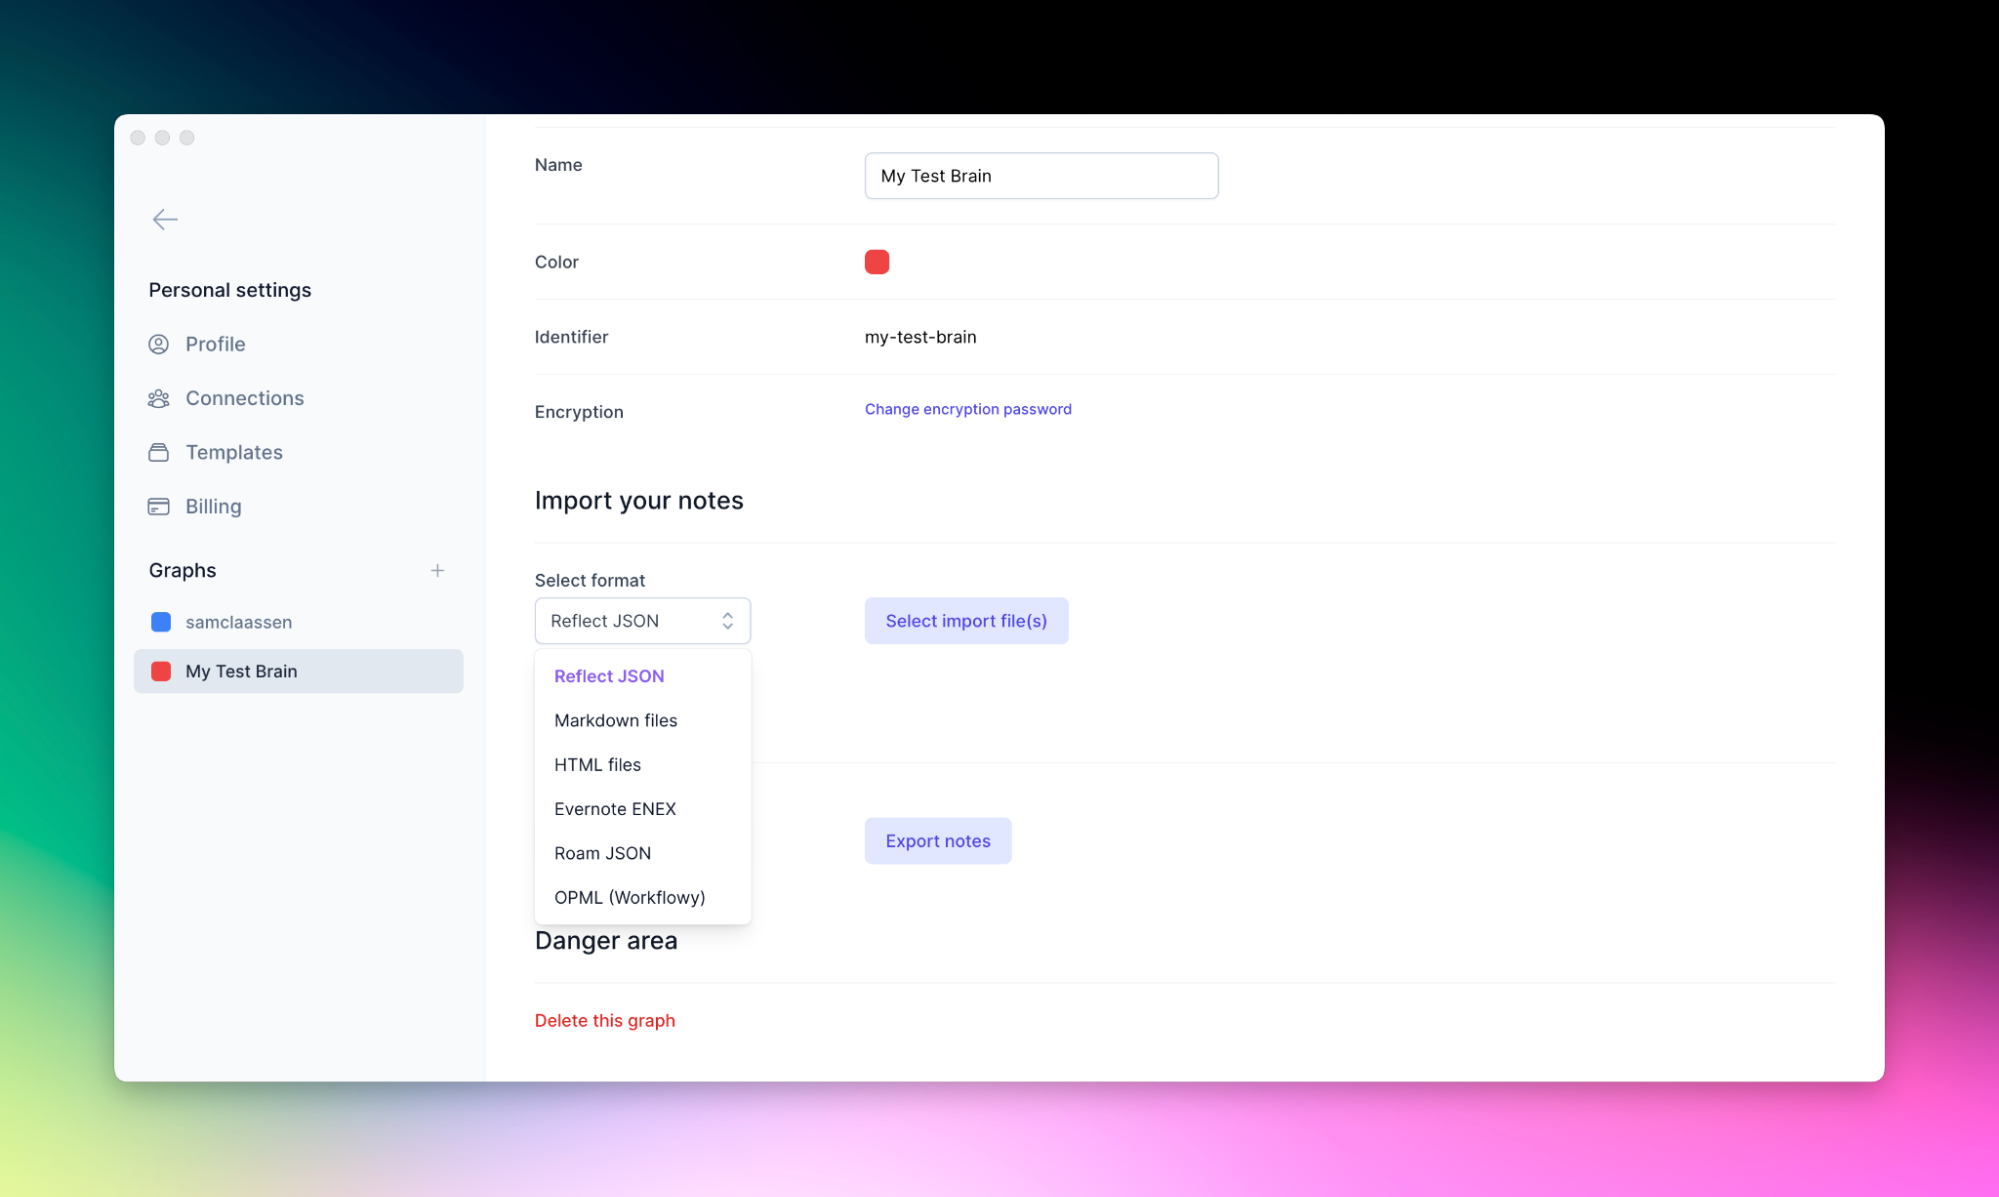 Personal settings
Profile
Connections
Templates
Billing
Graphs
samclaassen
My Test Brain
Name
My Test Brain
Color
Identifier
my-test-brain
Encryption
Change encryption password
Import your notes
Select format
Reflect JSON
Select import file(s)
Reflect JSON
Markdown files
HTML files
Evernote ENEX
Roam JSON
OPML (Workflowy)
Export notes
Danger area
Delete this graph